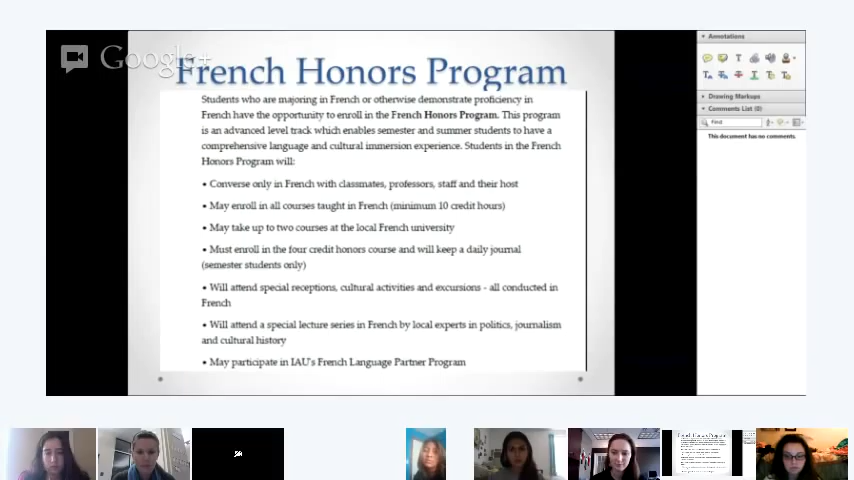 Google+
French Honors Program
Students who are majoring in French or otherwise demonstrate proficiency in
French have the opportunity to enroll in the French Honors Program. This program
is an advanced level track which enables semester and summer students to have a
comprehensive language and cultural immersion experience. Students in the French
Honors Program will:
• Converse only in French with classmates, professors, staff and their host
• May enroll in all courses taught in French (minimum 10 credit hours)
• May take up to two courses at the local French university
• Must enroll in the four credit honors course and will keep a daily journal
(semester students only)
• Will attend special receptions, cultural activities and excursions - all conducted in
French
• Will attend a special lecture series in French by local experts in politics, journalism
and cultural history
• May participate in IAU's French Language Partner Program
Annotations
Drawing Markups
Comments List (0)
Find
This document has no comments.
French Honors Program